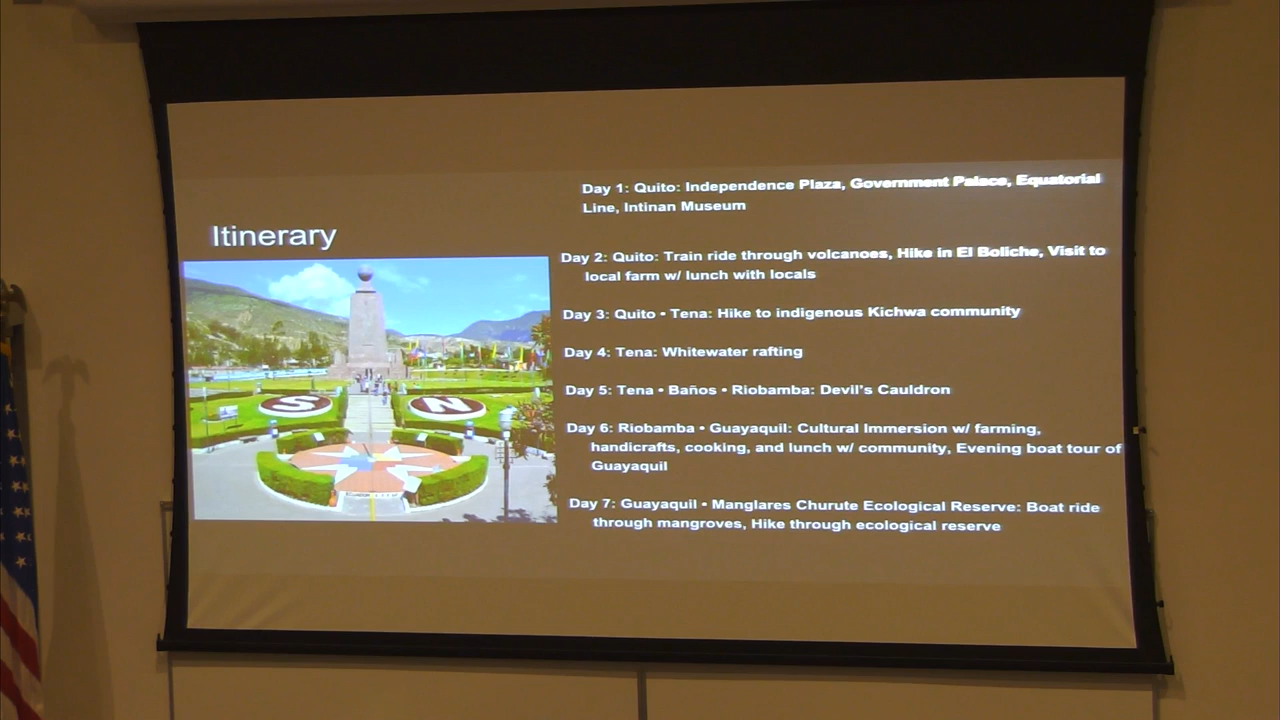 Itinerary
Day 1: Quito: Independence Plaza, Government Palace, Equatorial
Line, Intinan Museum
Day 2: Quito: Train ride through volcanoes, Hike in El Boliche, Visit to
local farm w/ lunch with locals
Day 3: Quito • Tena: Hike to indigenous Kichwa community
Day 4: Tena: Whitewater rafting
Day 5: Tena • Baños • Riobamba: Devil's Cauldron
Day 6: Riobamba • Guayaquil: Cultural Immersion w/ farming,
handicrafts, cooking, and lunch w/ community, Evening boat tour of
Guayaquil
Day 7: Guayaquil • Manglares Churute Ecological Reserve: Boat ride
through mangroves, Hike through ecological reserve
S
N